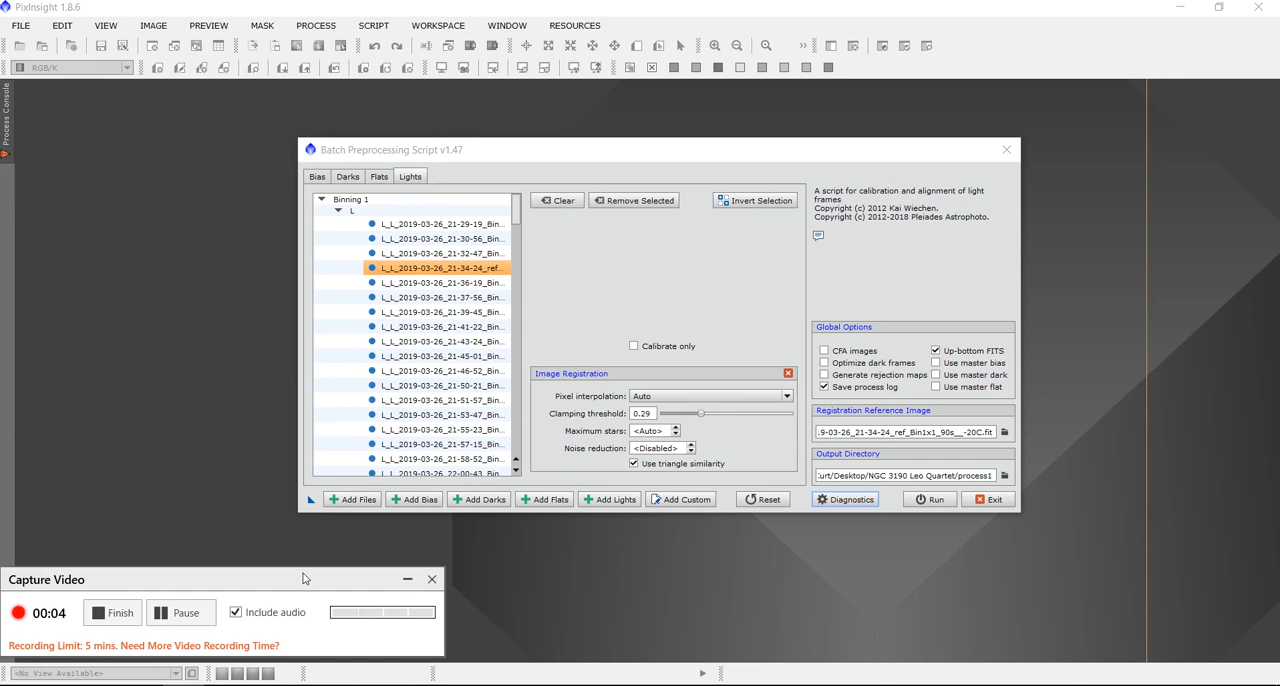 PixInsight 1.8.6
FILE EDIT VIEW IMAGE PREVIEW MASK PROCESS SCRIPT WORKSPACE WINDOW RESOURCES
RGB/K
Process Console
Batch Preprocessing Script v1.47
Bias Darks Flats Lights
Binning 1
L
L_L_2019-03-26_21-29-19_Bin...
L_L_2019-03-26_21-30-56_Bin...
L_L_2019-03-26_21-32-47_Bin...
L_L_2019-03-26_21-34-24_ref...
L_L_2019-03-26_21-36-19_Bin...
L_L_2019-03-26_21-37-56_Bin...
L_L_2019-03-26_21-39-45_Bin...
L_L_2019-03-26_21-41-22_Bin...
L_L_2019-03-26_21-43-24_Bin...
L_L_2019-03-26_21-45-01_Bin...
L_L_2019-03-26_21-46-52_Bin...
L_L_2019-03-26_21-50-21_Bin...
L_L_2019-03-26_21-51-57_Bin...
L_L_2019-03-26_21-53-47_Bin...
L_L_2019-03-26_21-55-23_Bin...
L_L_2019-03-26_21-57-15_Bin...
L_L_2019-03-26_21-58-52_Bin...
L_L_2019-03-26_22-00-43_Bin
Clear Remove Selected Invert Selection
Calibrate only
Image Registration
Pixel interpolation: Auto
Clamping threshold: 0.29
Maximum stars: <Auto>
Noise reduction: <Disabled>
Use triangle similarity
A script for calibration and alignment of light
frames
Copyright (c) 2012 Kai Wiechen.
Copyright (c) 2012-2018 Pleiades Astrophoto.
Global Options
CFA images Up-bottom FITS
Optimize dark frames Use master bias
Generate rejection maps Use master dark
Save process log Use master flat
Registration Reference Image
.9-03-26_21-34-24_ref_Bin1x1_90s__-20C.fit
Output Directory
:urt/Desktop/NGC 3190 Leo Quartet/process1
Add Files Add Bias Add Darks Add Flats Add Lights Add Custom Reset Diagnostics Run Exit
Capture Video
00:04 Finish Pause Include audio
Recording Limit: 5 mins. Need More Video Recording Time?
<No View Available>